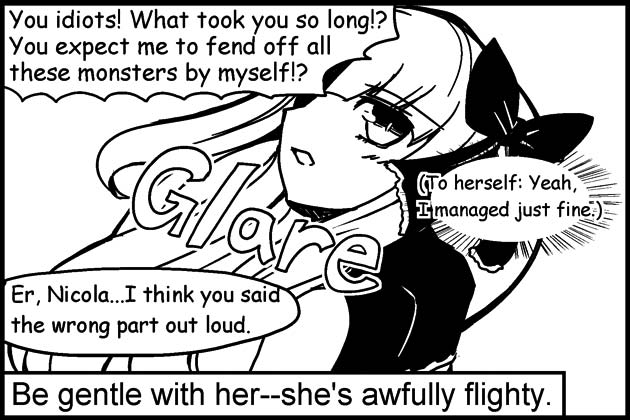 You idiots! What took you so long!?
You expect me to fend off all
these monsters by myself!?
Glare
(To herself: Yeah,
I managed just fine.)
Er, Nicola...I think you said
the wrong part out loud.
Be gentle with her--she's awfully flighty.